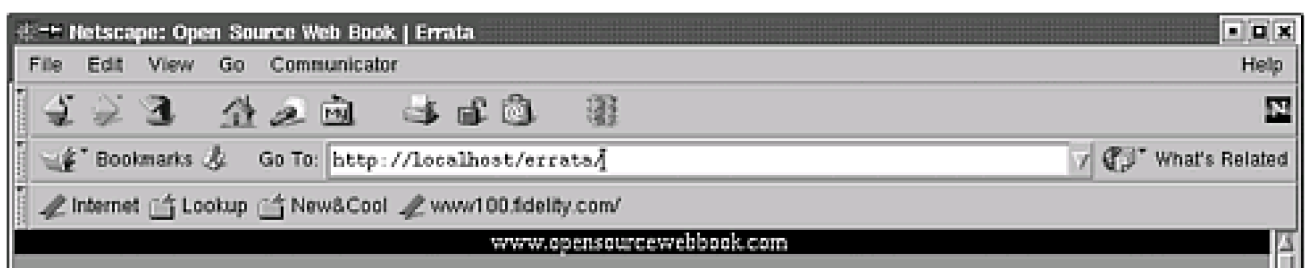 Netscape: Open Source Web Book | Errata
File Edit View Go Communicator Help
My
N
Bookmarks Go To: http://localhost/errata/ What's Related
Internet Lookup New&Cool www100.fidelity.com/
www.opensourcewebbook.com